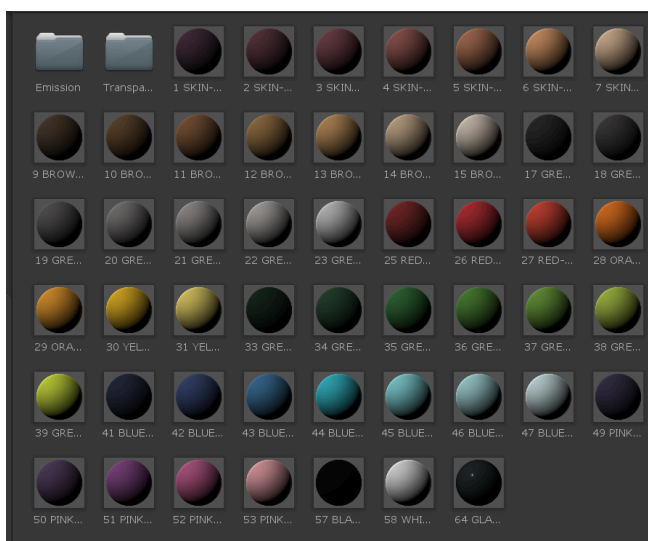 Emission Transpa... 1 SKIN-... 2 SKIN-... 3 SKIN... 4 SKIN-... 5 SKIN-... 6 SKIN-... 7 SKIN...
9 BROW... 10 BRO... 11 BRO... 12 BRO... 13 BRO... 14 BRO... 15 BRO... 17 GRE... 18 GRE...
19 GRE... 20 GRE... 21 GRE... 22 GRE... 23 GRE... 25 RED... 26 RED... 27 RED-... 28 ORA...
29 ORA... 30 YEL... 31 YEL... 33 GRE... 34 GRE... 35 GRE... 36 GRE... 37 GRE... 38 GRE...
39 GRE... 41 BLUE... 42 BLUE... 43 BLUE... 44 BLUE... 45 BLUE... 46 BLUE... 47 BLUE... 49 PINK...
50 PINK... 51 PINK... 52 PINK... 53 PINK... 57 BLA... 58 WHI... 64 GLA...